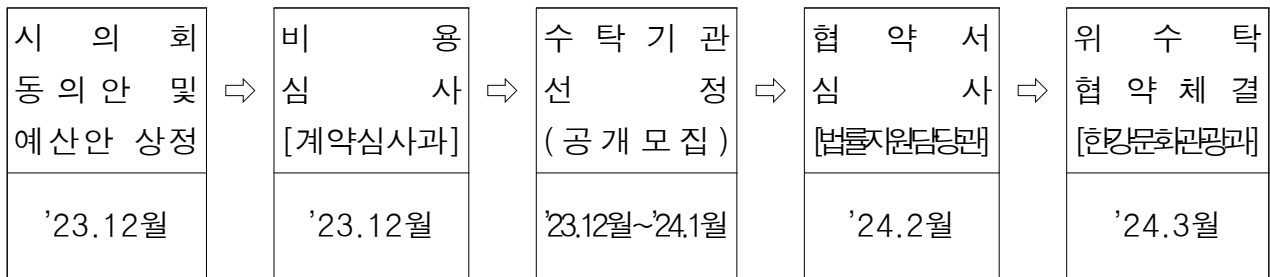 시 의 회
동 의 안 및
예산안 상정
’23.12월
⇨
비 용
심 사
[계약심사과]
’23.12월
⇨
수 탁 기 관
선 정
( 공 개 모 집 )
’23.12월~’24.1월
⇨
협 약 서
심 사
[법률지원담당관]
’24.2월
⇨
위 수 탁
협 약 체 결
[한강문화관광과]
’24.3월